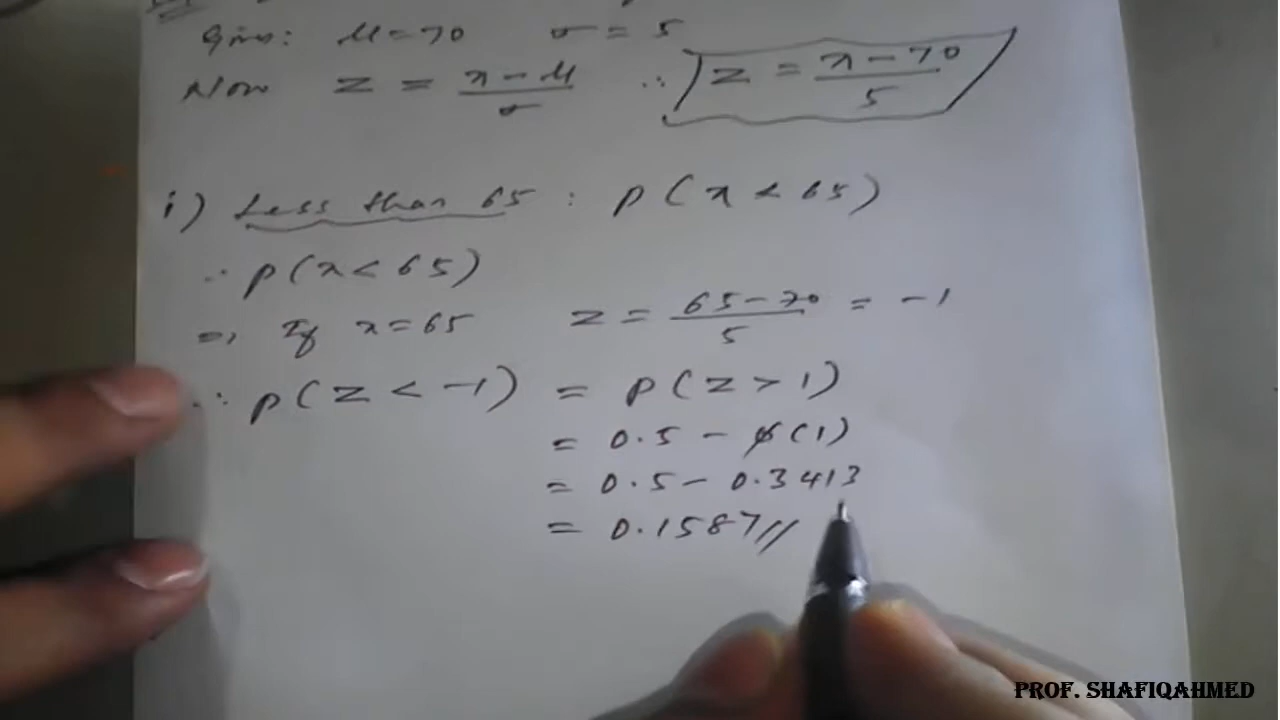 Given: μ = 70 σ = 5
Now z = (x - μ)/σ ∴ z = (x - 70)/5
i) Less than 65 : P(x < 65)
∴ P(x < 65)
⇒ If x = 65 z = (65 - 70)/5 = -1
∴ P(z < -1) = P(z > 1)
= 0.5 - φ(1)
= 0.5 - 0.3413
= 0.1587//
PROF. SHAFIQAHMED